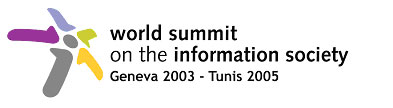 world summit
on the information society
Geneva 2003 - Tunis 2005